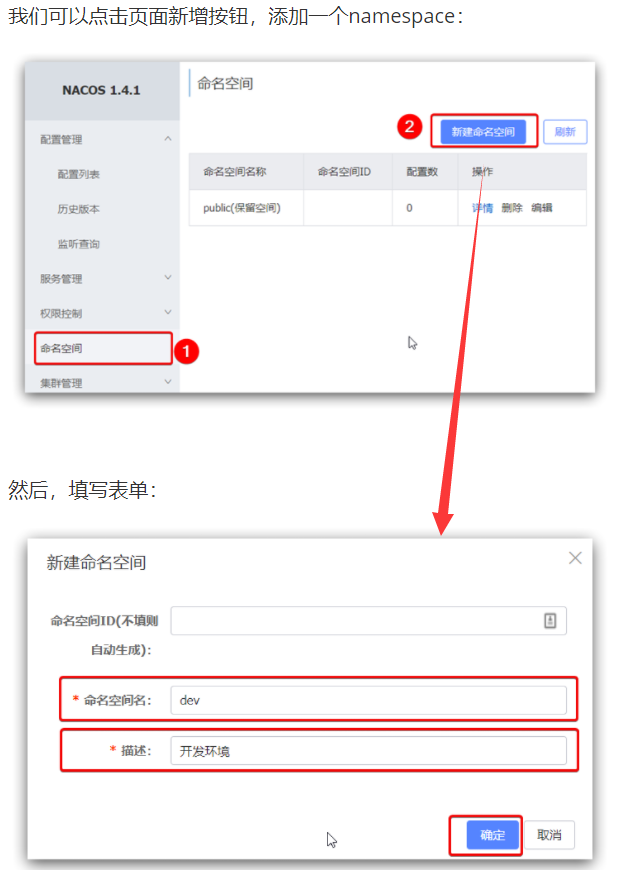 我们可以点击页面新增按钮，添加一个namespace：
NACOS 1.4.1
配置管理
配置列表
历史版本
监听查询
服务管理
权限控制
命名空间
1
集群管理
命名空间
2
新建命名空间 刷新
命名空间名称 命名空间ID 配置数 操作
public(保留空间) 0 详情 删除 编辑
然后，填写表单：
新建命名空间
命名空间ID(不填则
自动生成):
* 命名空间名: dev
* 描述: 开发环境
确定 取消